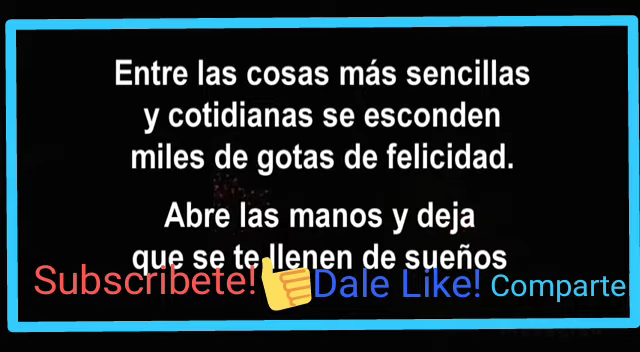 Entre las cosas más sencillas
y cotidianas se esconden
miles de gotas de felicidad.
Abre las manos y deja
que se te llenen de sueños
Subscribete! Dale Like! Comparte